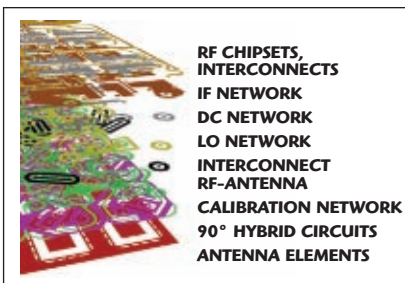 RF CHIPSETS,
INTERCONNECTS
IF NETWORK
DC NETWORK
LO NETWORK
INTERCONNECT
RF-ANTENNA
CALIBRATION NETWORK
90° HYBRID CIRCUITS
ANTENNA ELEMENTS